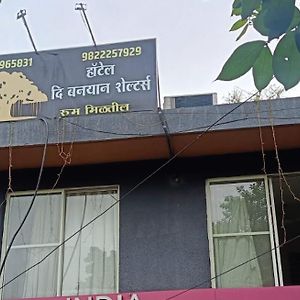 965831 9822257929
हॉटेल
दि बनयान शेल्टर्स
रूम मिळतील
INDIA